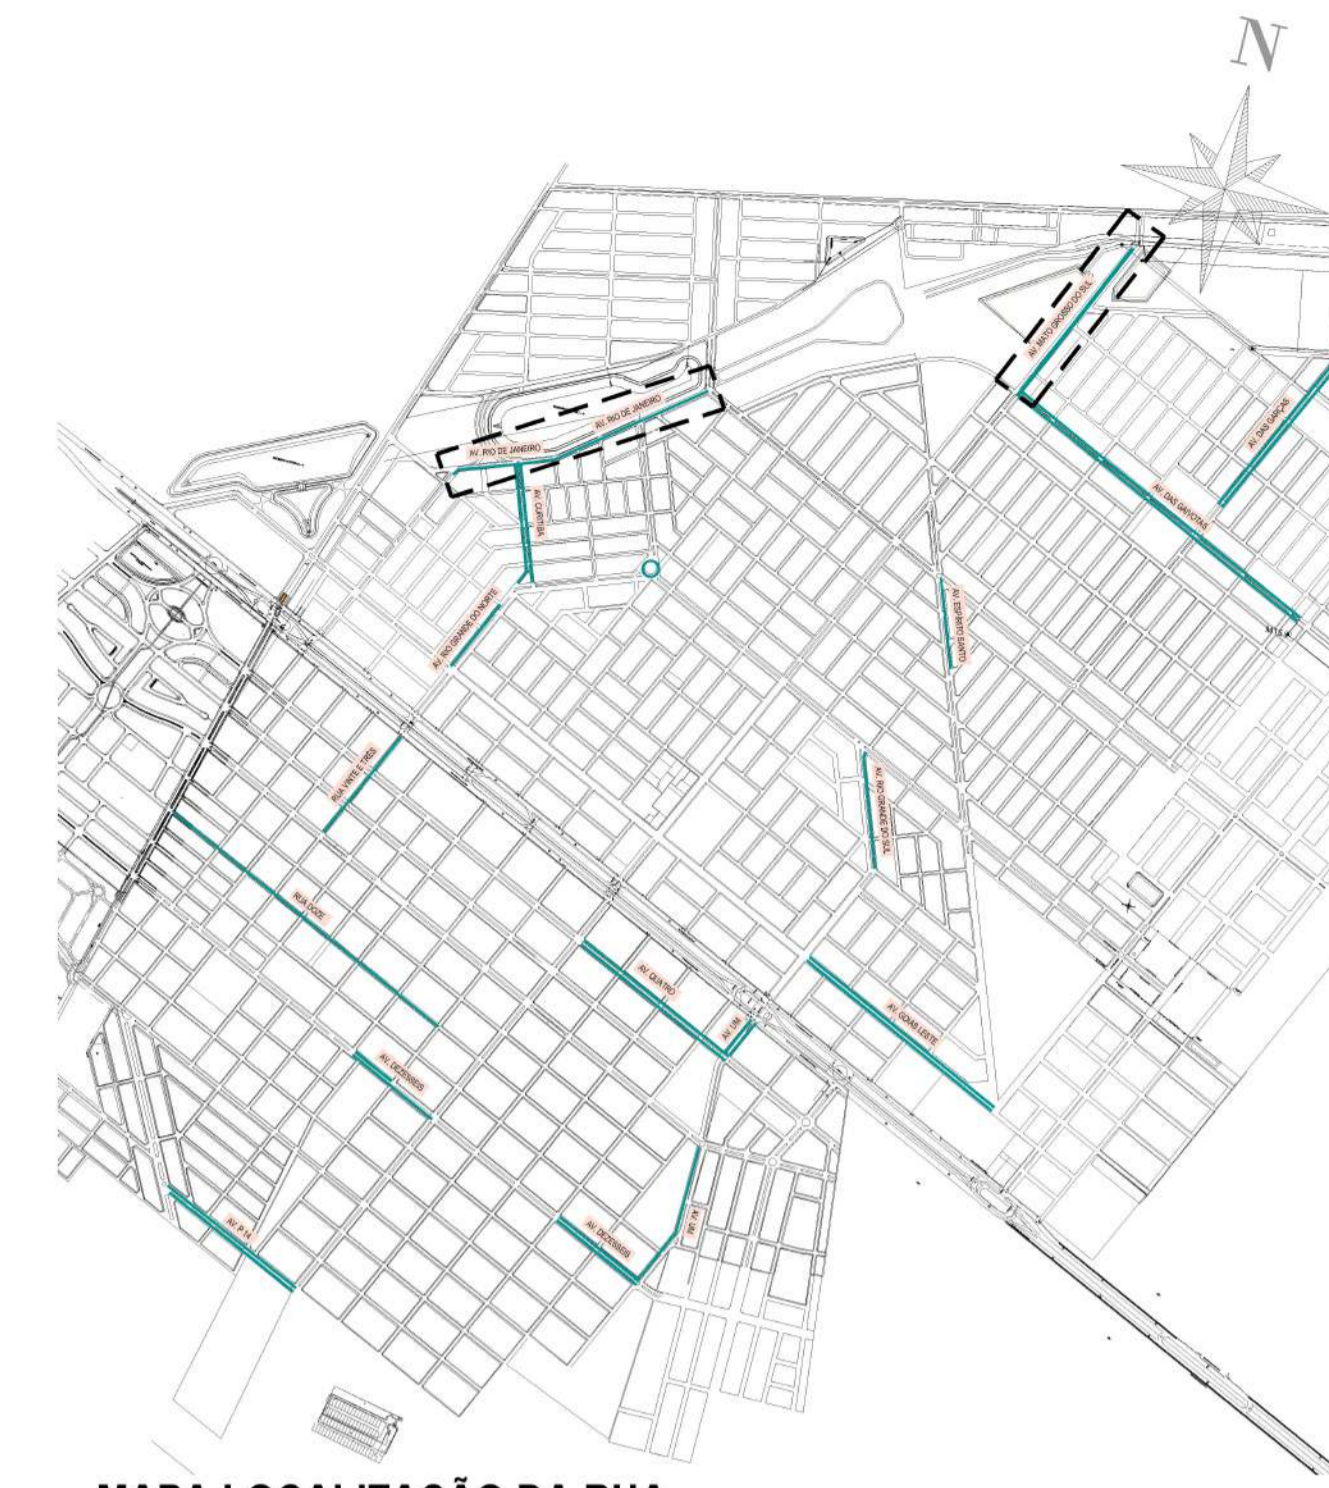 N
AV. MATO GROSSO DO SUL
AV. RIO DE JANEIRO
AV. RIO DE JANEIRO
AV. DAS GARÇAS
AV. CURITIBA
AV. DAS GAIVOTAS
AV. RIO GRANDE DO NORTE
AV. ESPIRITO SANTO
RUA VINTE E TRÊS
AV. RIO GRANDE DO SUL
RUA DOZE
AV. QUATRO
AV. UM
AV. GOIAS LESTE
AV. DEZESSEIS
AV. UM
AV. P 14
AV. DEZESSEIS
MAPA LOCALIZAÇÃO DA RUA